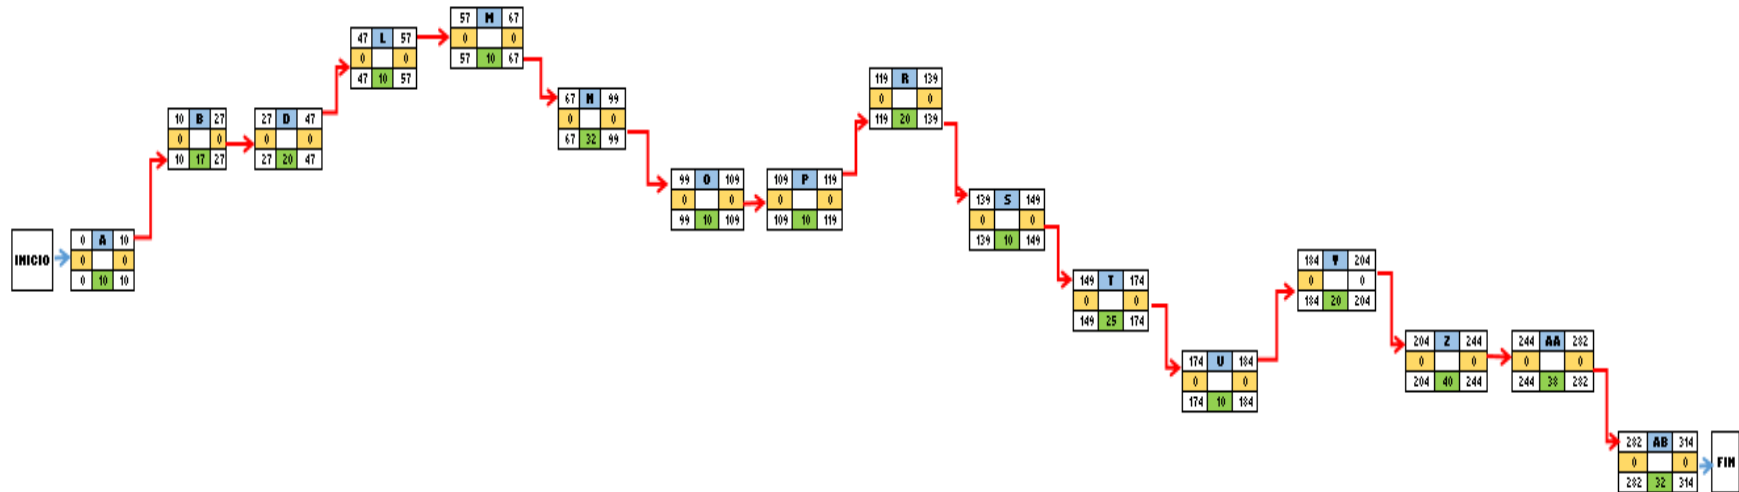 INICIO
0 A 10
0 0
0 10 10
10 B 27
0 0
10 17 27
27 D 47
0 0
27 20 47
47 L 57
0 0
47 10 57
57 M 67
0 0
57 10 67
67 N 99
0 0
67 32 99
99 O 109
0 0
99 10 109
109 P 119
0 0
109 10 119
119 R 139
0 0
119 20 139
139 S 149
0 0
139 10 149
149 T 174
0 0
149 25 174
174 U 184
0 0
174 10 184
184 Y 204
0 0
184 20 204
204 Z 244
0 0
204 40 244
244 AA 282
0 0
244 38 282
282 AB 314
0 0
282 32 314
FIN